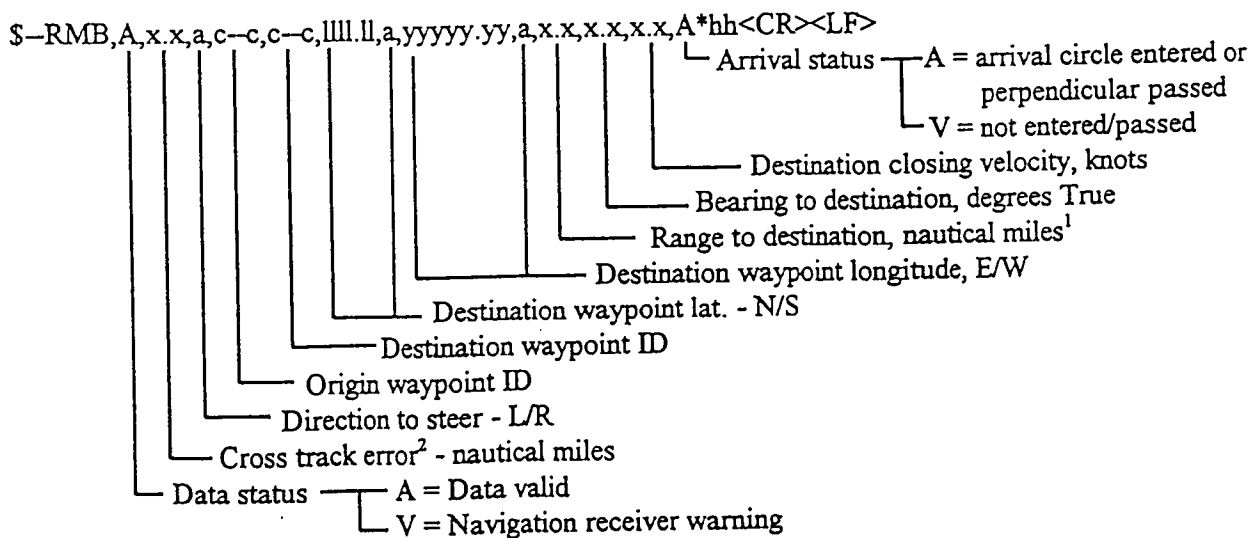 $--RMB,A,x.x,a,c--c,c--c,llll.ll,a,yyyyy.yy,a,x.x,x.x,x.x,A*hh<CR><LF>
Arrival status A = arrival circle entered or
perpendicular passed
V = not entered/passed
Destination closing velocity, knots
Bearing to destination, degrees True
Range to destination, nautical miles¹
Destination waypoint longitude, E/W
Destination waypoint lat. - N/S
Destination waypoint ID
Origin waypoint ID
Direction to steer - L/R
Cross track error² - nautical miles
Data status A = Data valid
V = Navigation receiver warning